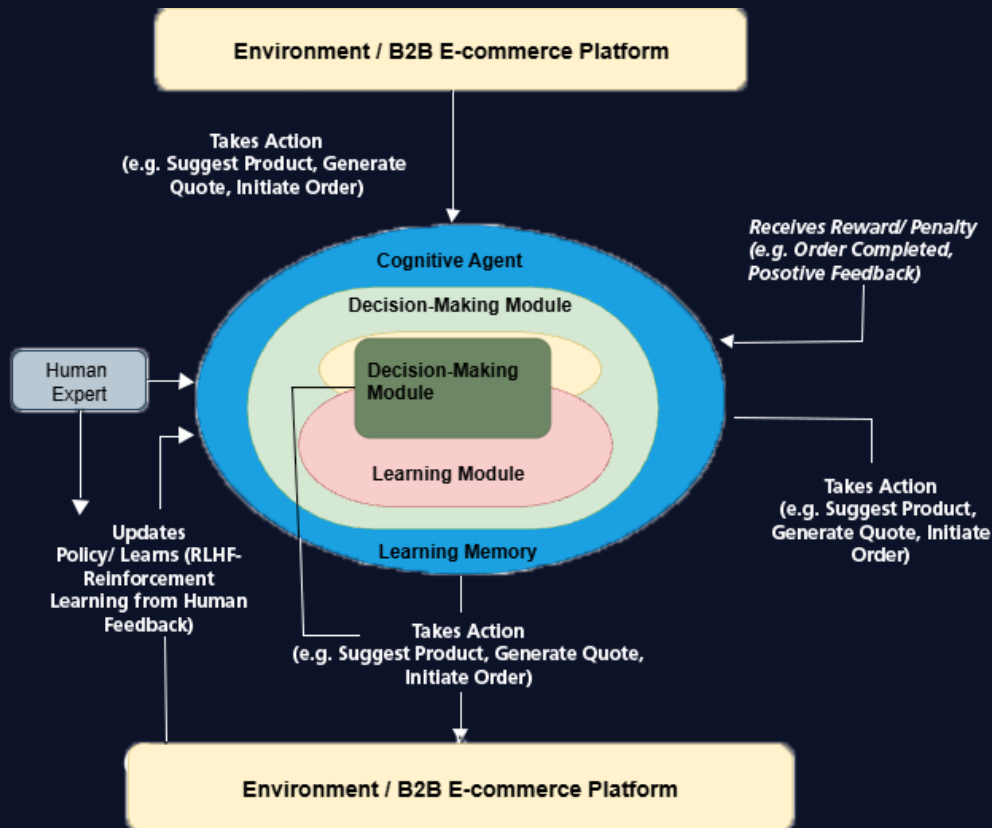 Environment / B2B E-commerce Platform
Takes Action
(e.g. Suggest Product, Generate
Quote, Initiate Order)
Receives Reward/ Penalty
(e.g. Order Completed,
Posotive Feedback)
Cognitive Agent
Decision-Making Module
Decision-Making
Module
Human
Expert
Learning Module
Learning Memory
Takes Action
(e.g. Suggest Product,
Generate Quote, Initiate
Order)
Updates
Policy/ Learns (RLHF-
Reinforcement
Learning from Human
Feedback)
Takes Action
(e.g. Suggest Product, Generate Quote,
Initiate Order)
Environment / B2B E-commerce Platform